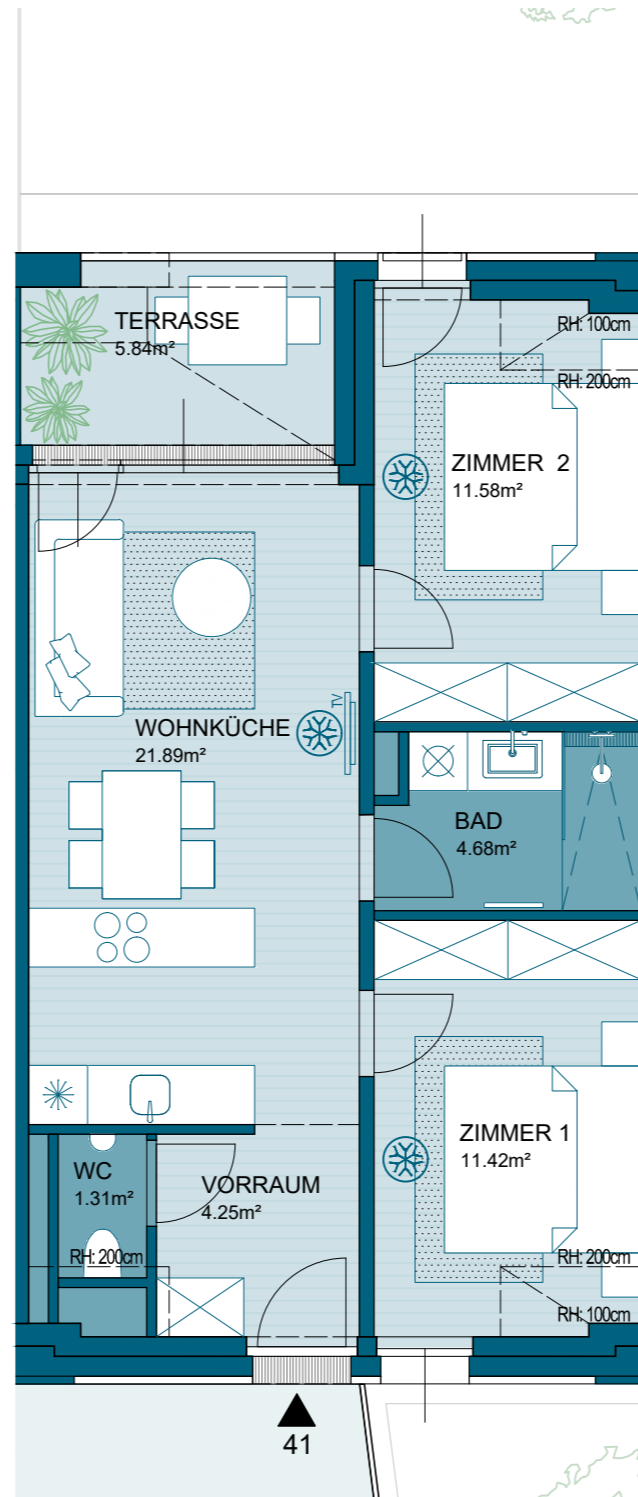 TERRASSE
5.84m²
RH: 100cm
RH: 200cm
ZIMMER 2
11.58m²
TV
WOHNKÜCHE
21.89m²
BAD
4.68m²
ZIMMER 1
11.42m²
WC
1.31m²
VORRAUM
4.25m²
RH: 200cm
RH: 200cm
RH: 100cm
41